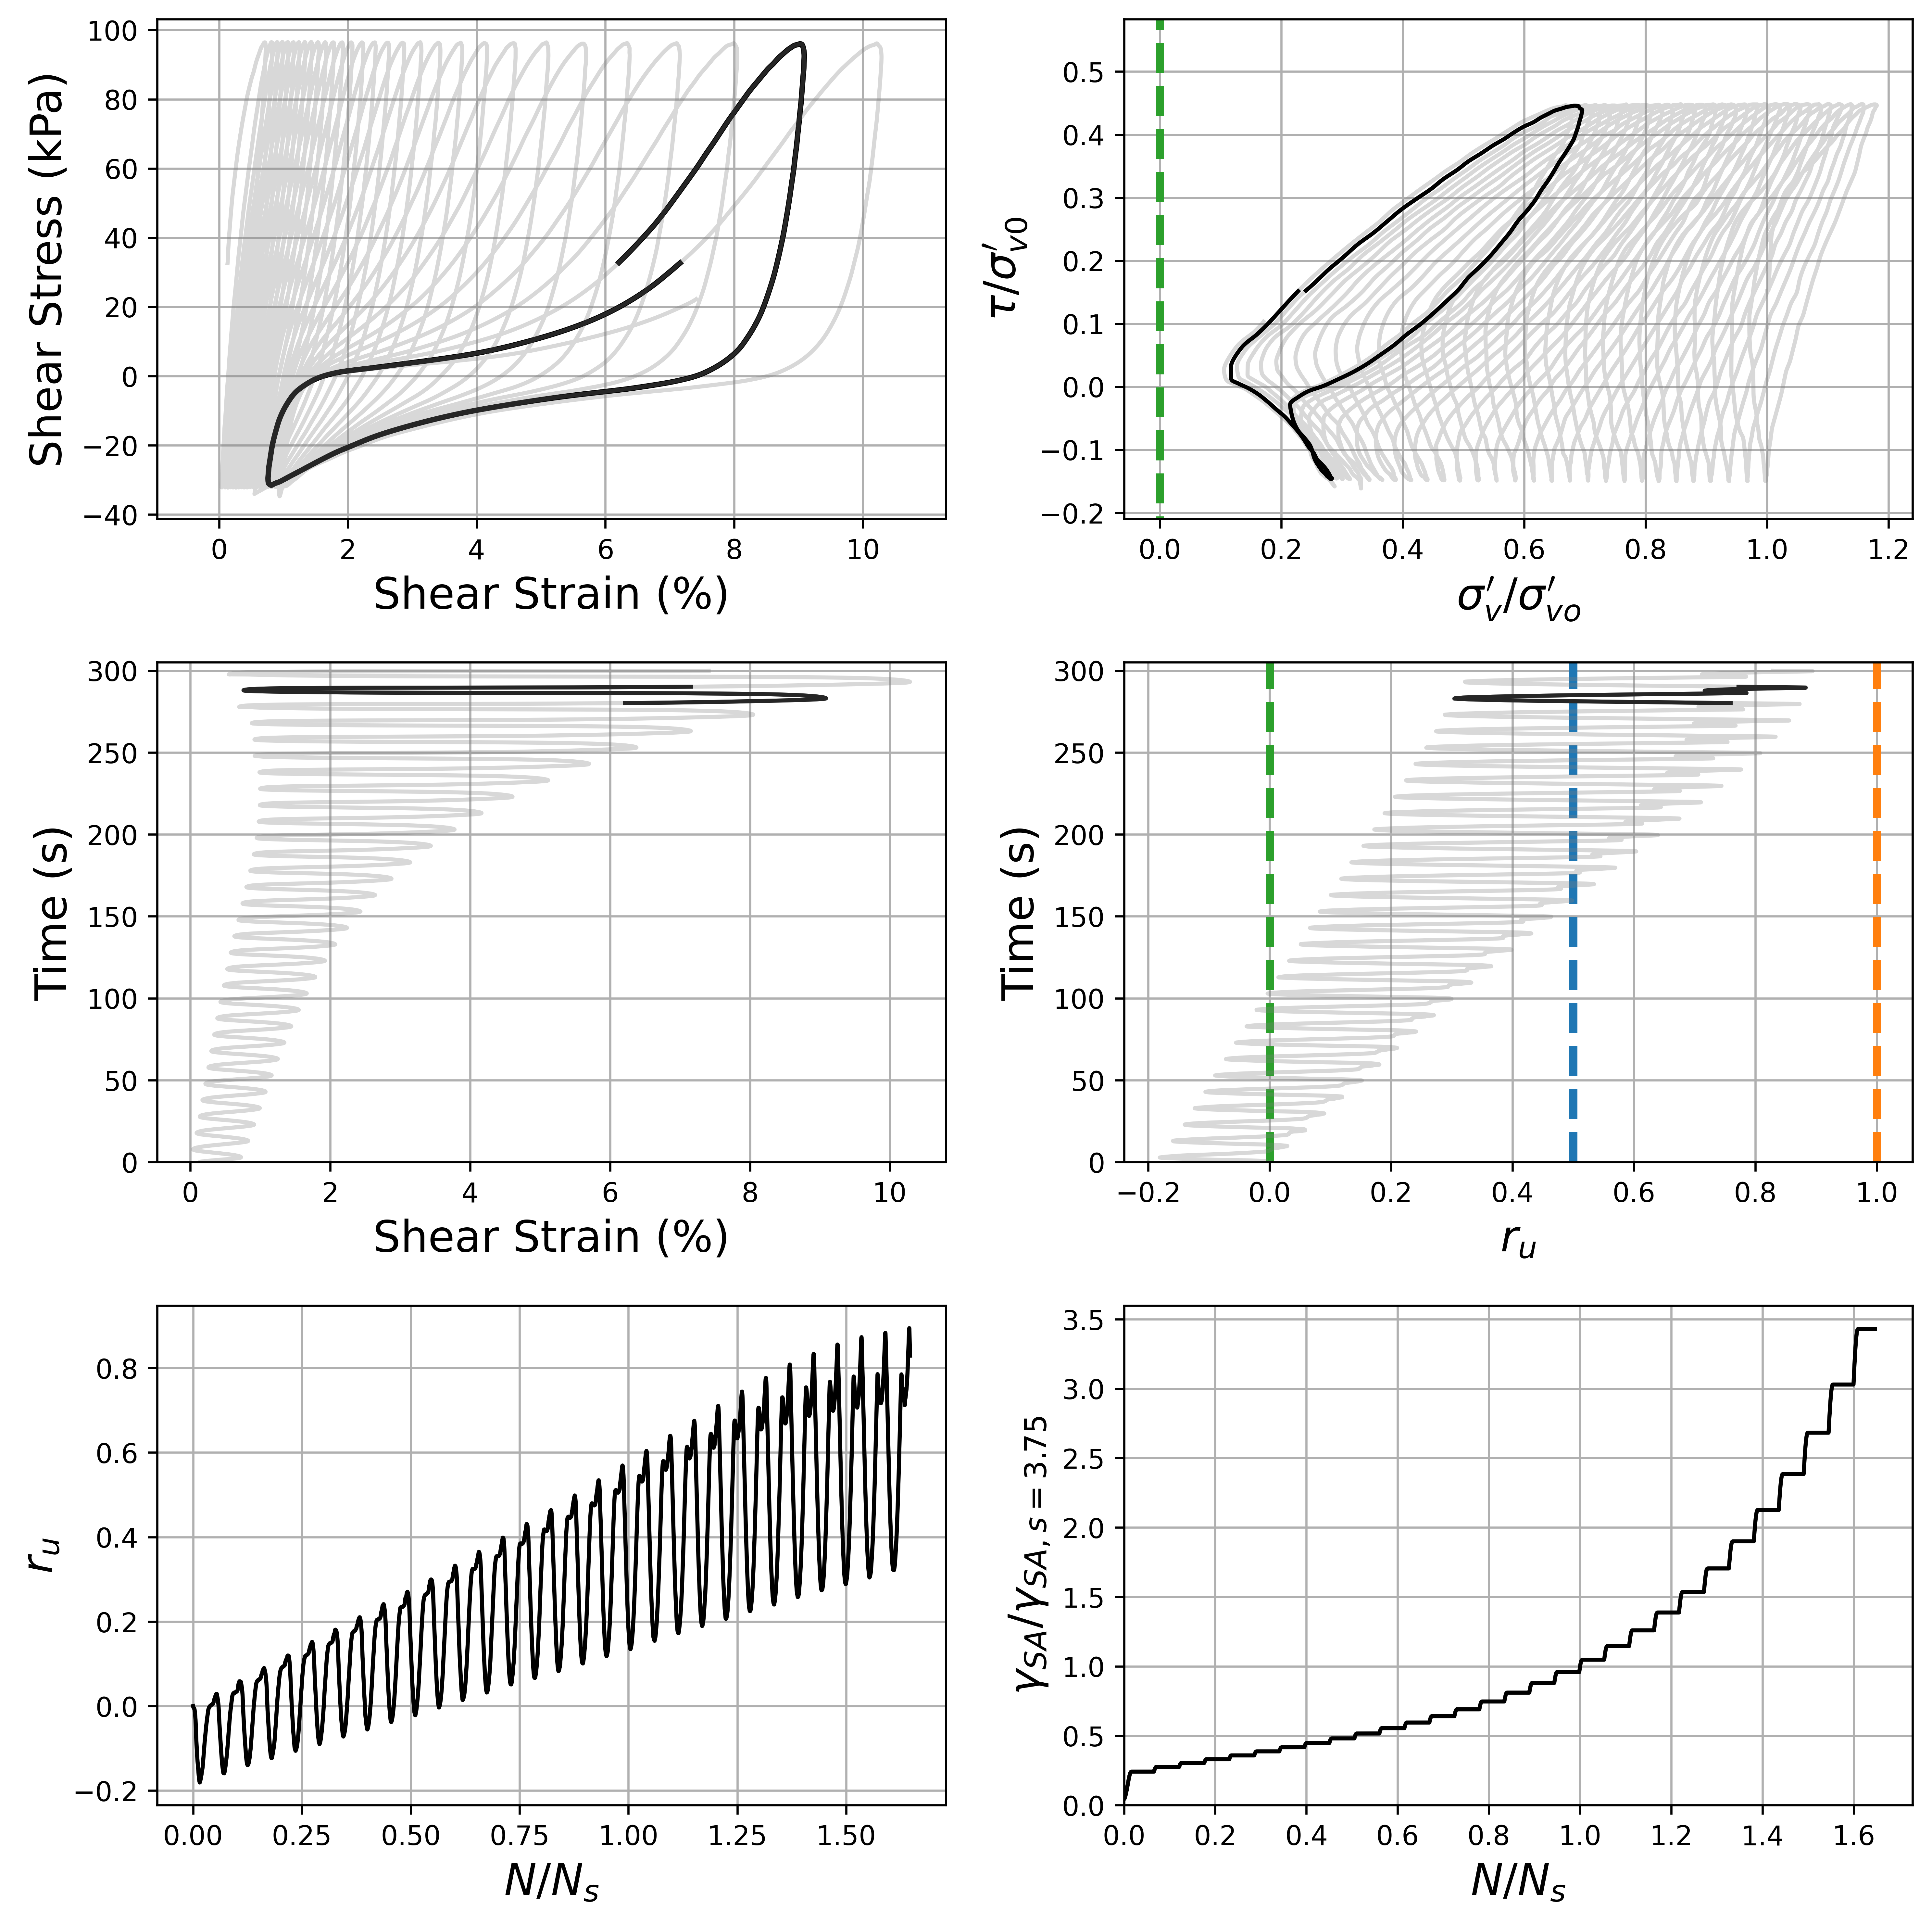 100
80
60
40
20
0
−20
−40
Shear Stress (kPa)
0 2 4 6 8 10
Shear Strain (%)
0.5
0.4
0.3
0.2
0.1
0.0
−0.1
−0.2
τ/σ′v0
0.0 0.2 0.4 0.6 0.8 1.0 1.2
σ′v/σ′vo
300
250
200
150
100
50
0
Time (s)
0 2 4 6 8 10
Shear Strain (%)
300
250
200
150
100
50
0
Time (s)
−0.2 0.0 0.2 0.4 0.6 0.8 1.0
ru
0.8
0.6
0.4
0.2
0.0
−0.2
ru
0.00 0.25 0.50 0.75 1.00 1.25 1.50
N/Ns
3.5
3.0
2.5
2.0
1.5
1.0
0.5
0.0
γSA/γSA, s = 3.75
0.0 0.2 0.4 0.6 0.8 1.0 1.2 1.4 1.6
N/Ns